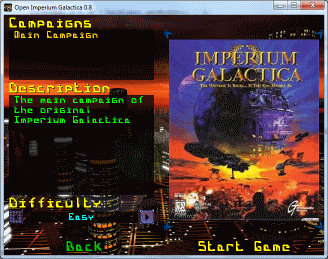 Open Imperium Galactica 0.8
Campaigns
Main Campaign
Description
The main campaign of
the original
Imperium Galactica
Difficulty
Easy
Back
Start Game
IMPERIUM
GALACTICA